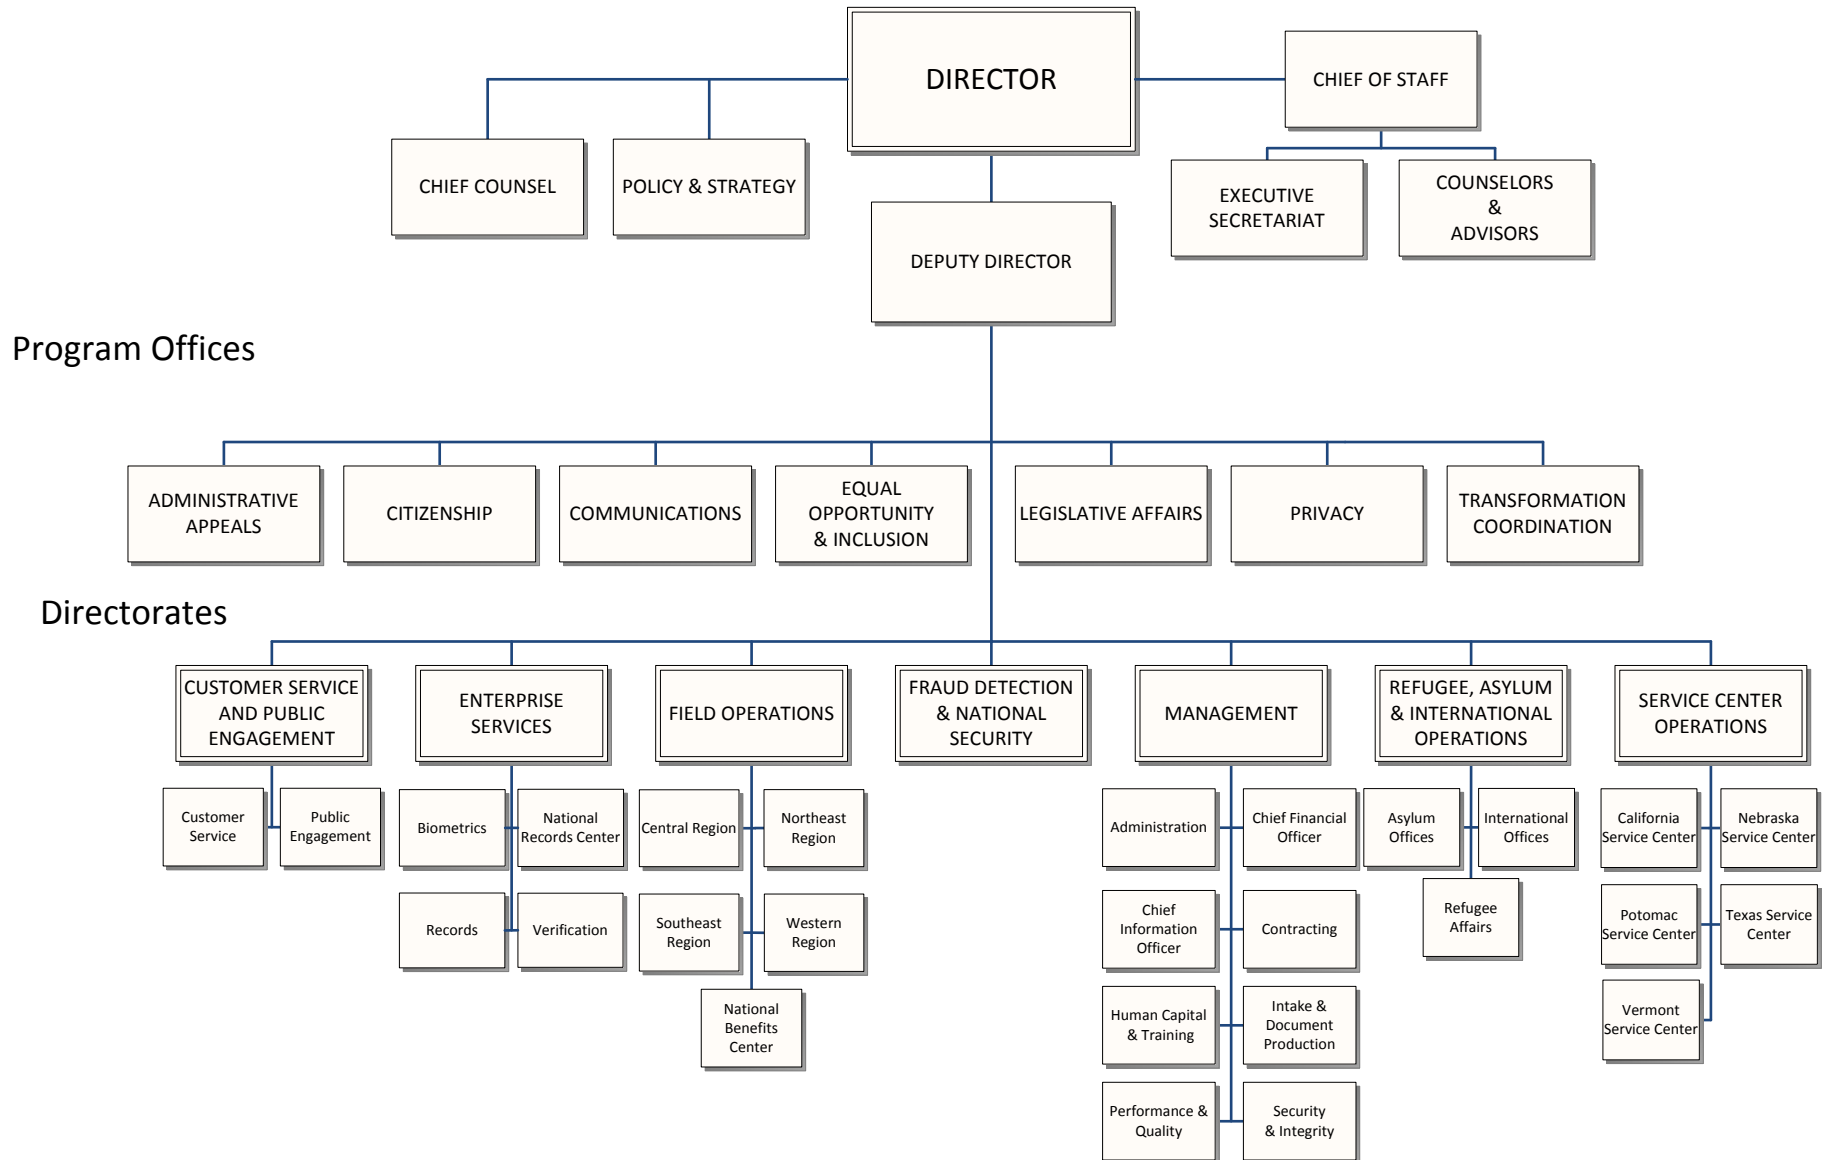 DIRECTOR
CHIEF OF STAFF
CHIEF COUNSEL
POLICY & STRATEGY
EXECUTIVE
SECRETARIAT
COUNSELORS
&
ADVISORS
DEPUTY DIRECTOR
Program Offices
ADMINISTRATIVE
APPEALS
CITIZENSHIP
COMMUNICATIONS
EQUAL
OPPORTUNITY
& INCLUSION
LEGISLATIVE AFFAIRS
PRIVACY
TRANSFORMATION
COORDINATION
Directorates
CUSTOMER SERVICE
AND PUBLIC
ENGAGEMENT
ENTERPRISE
SERVICES
FIELD OPERATIONS
FRAUD DETECTION
& NATIONAL
SECURITY
MANAGEMENT
REFUGEE, ASYLUM
& INTERNATIONAL
OPERATIONS
SERVICE CENTER
OPERATIONS
Customer
Service
Public
Engagement
Biometrics
National
Records Center
Records
Verification
Central Region
Northeast
Region
Southeast
Region
Western
Region
National
Benefits
Center
Administration
Chief Financial
Officer
Chief
Information
Officer
Contracting
Human Capital
& Training
Intake &
Document
Production
Performance &
Quality
Security
& Integrity
Asylum
Offices
International
Offices
Refugee
Affairs
California
Service Center
Nebraska
Service Center
Potomac
Service Center
Texas Service
Center
Vermont
Service Center